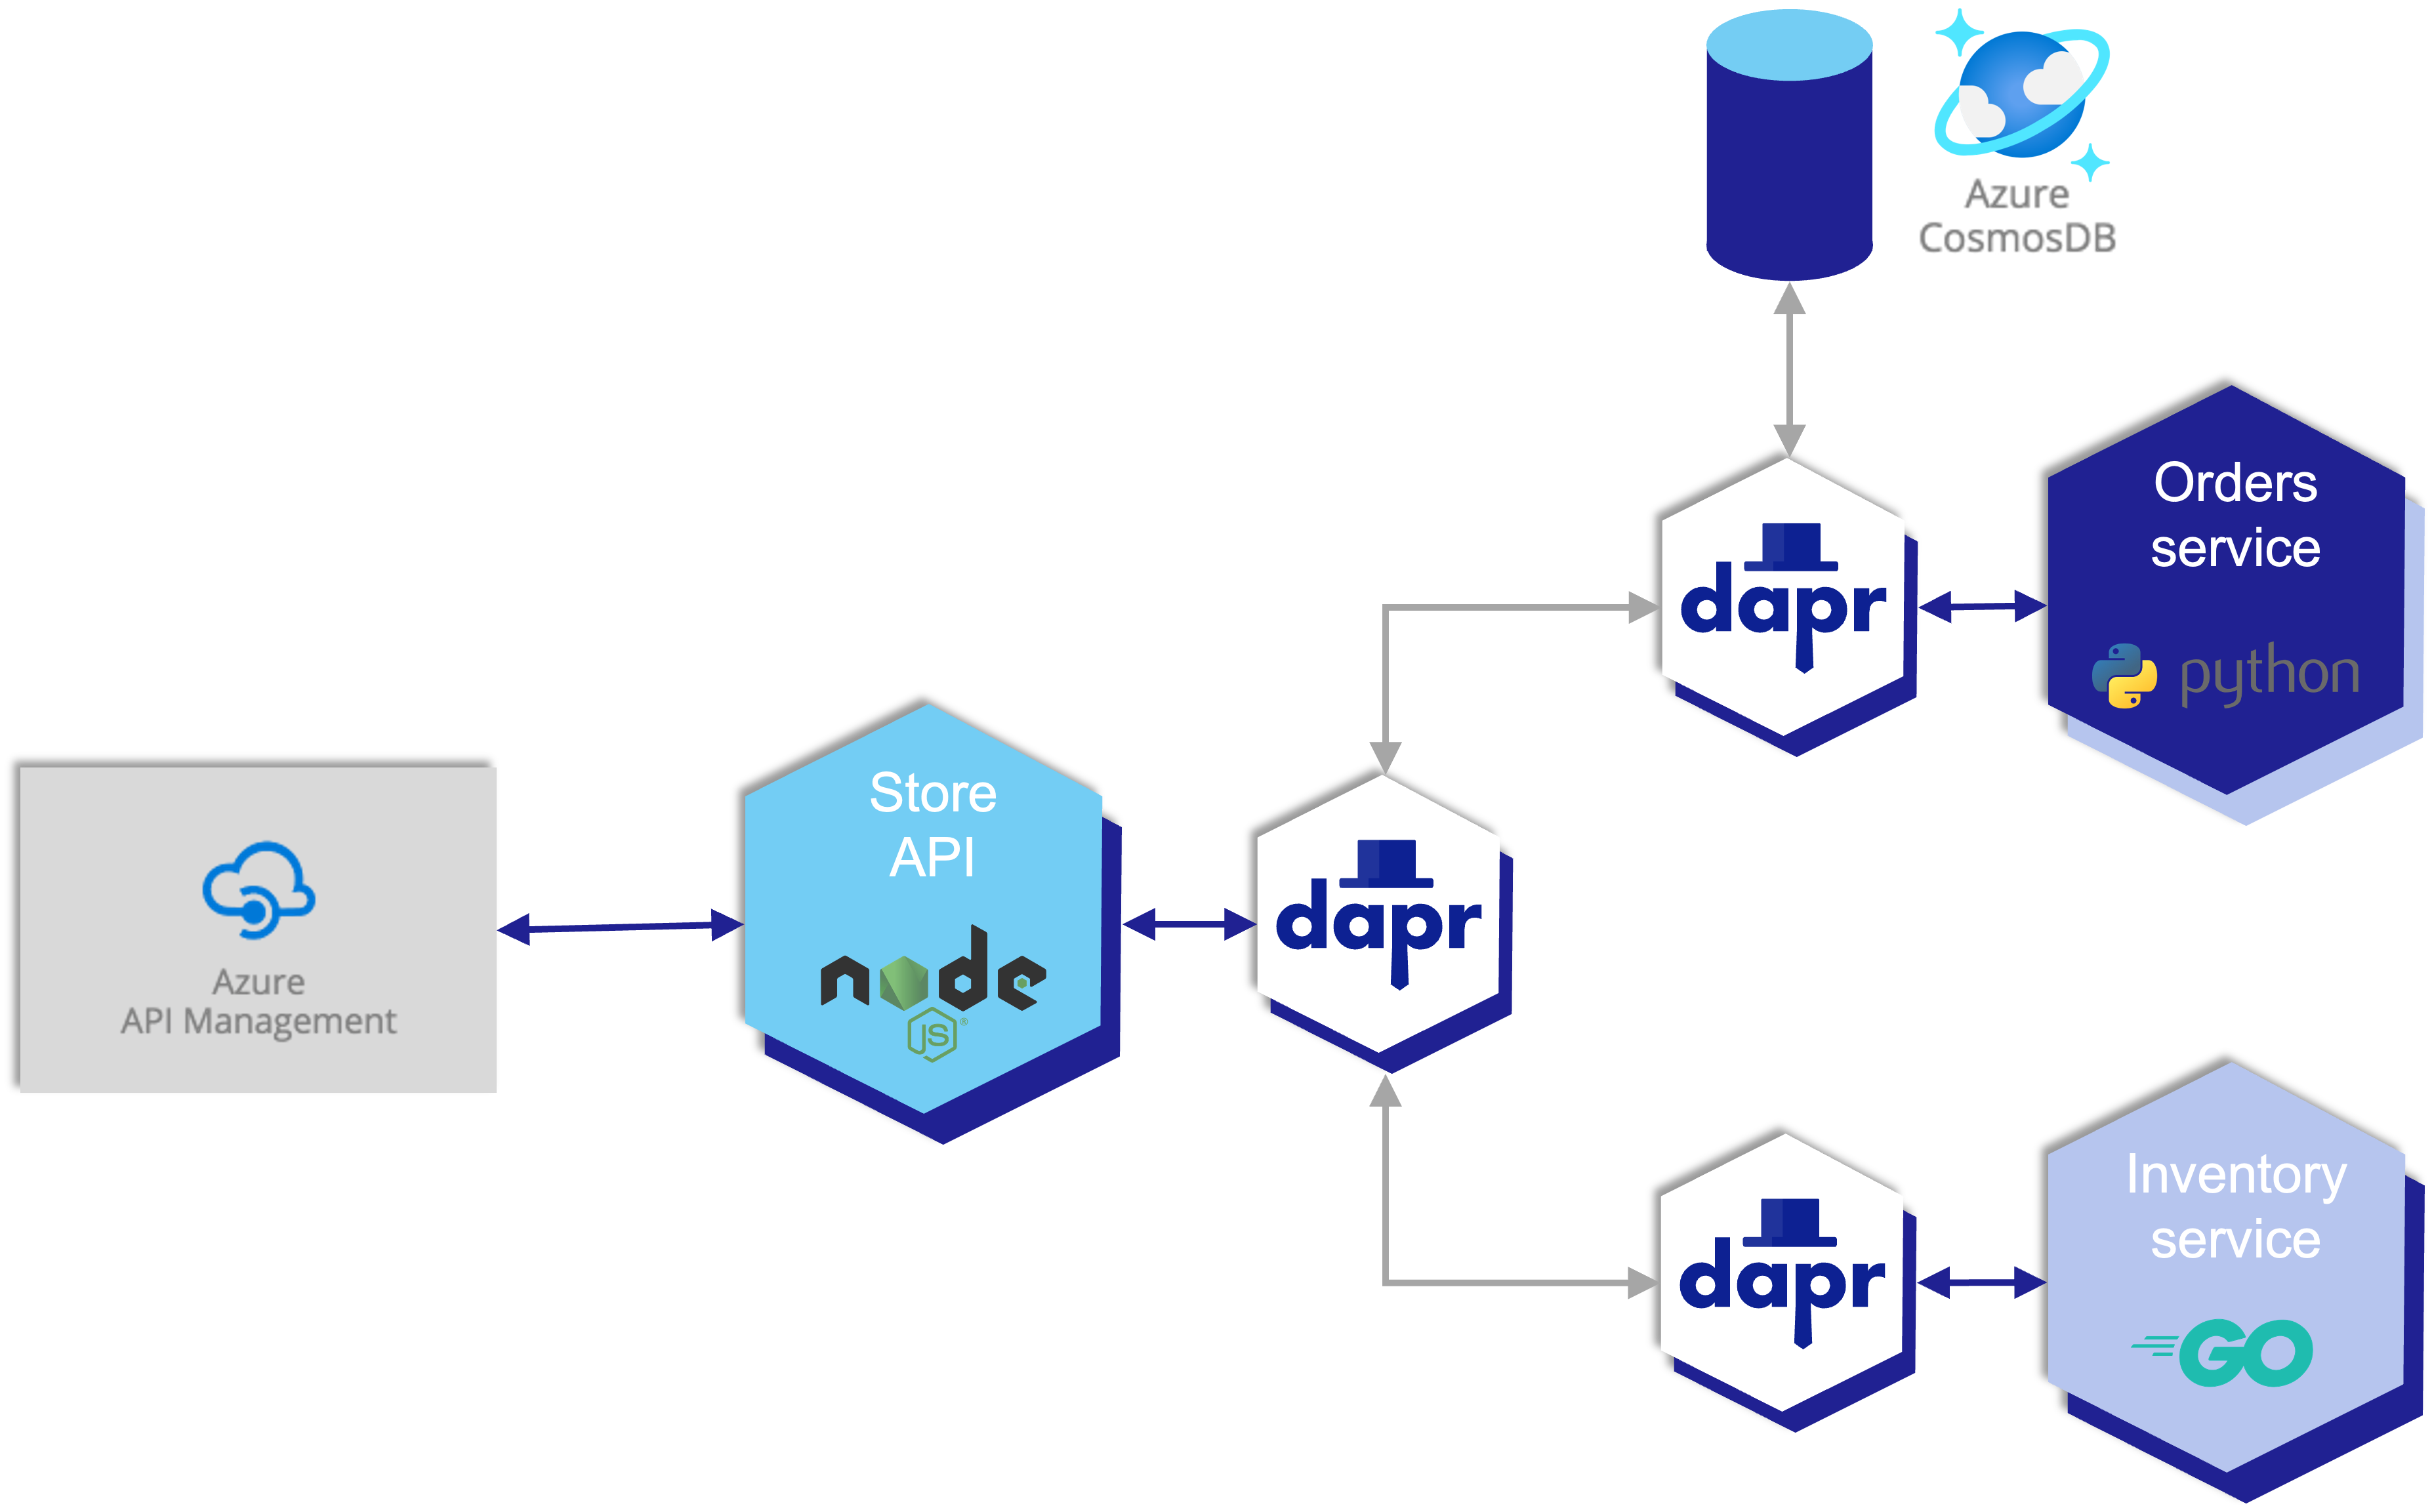 Azure
CosmosDB
Orders
service
python
dapr
Store
API
node
JS
®
dapr
Azure
API Management
Inventory
service
GO
dapr